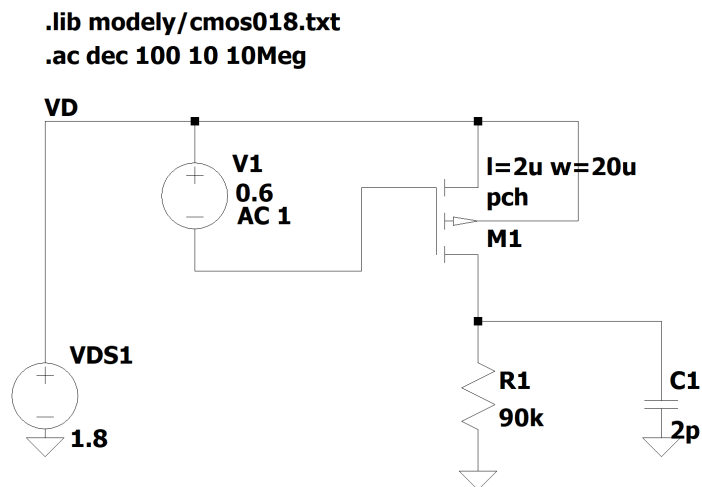 .lib modely/cmos018.txt
.ac dec 100 10 10Meg
VD
V1
0.6
AC 1
l=2u w=20u
pch
M1
VDS1
1.8
R1
90k
C1
2p